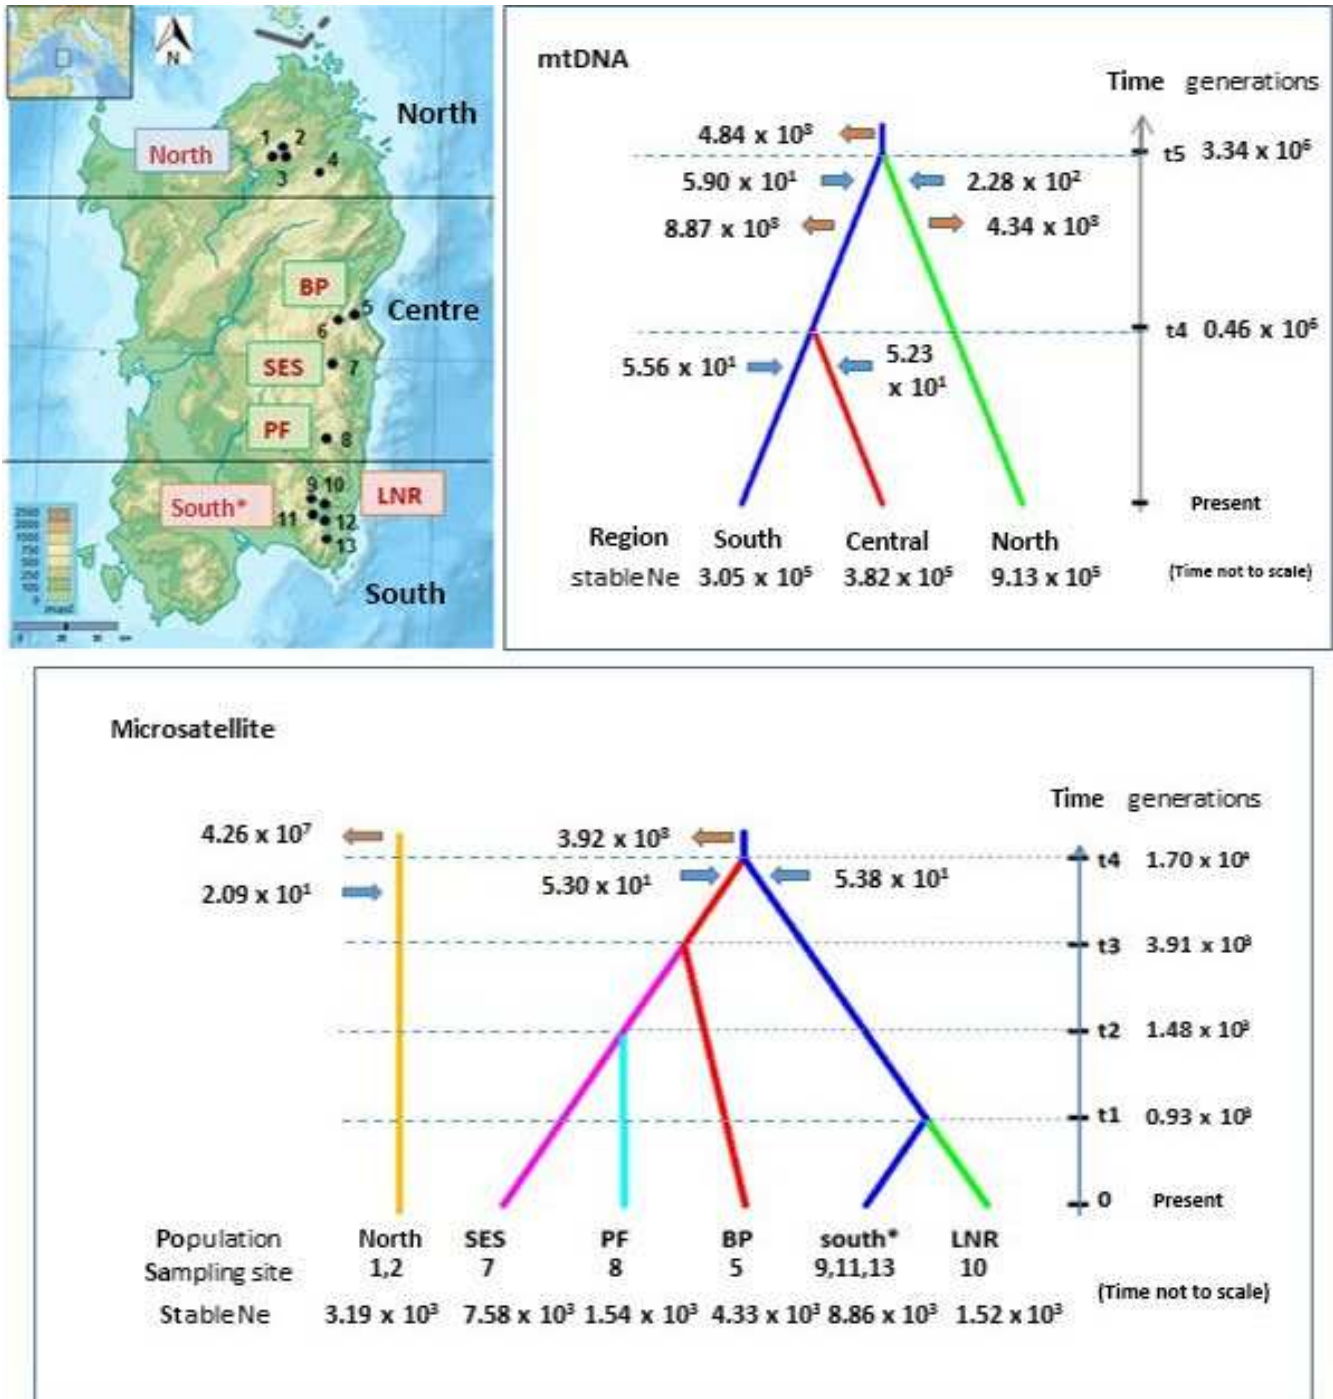 N
North
1 2
North
3
4
BP
5
Centre
6
SES
7
PF
8
9 10
LNR
South*
11
12
13
South
masl
mtDNA
Time generations
4.84 x 10³
t5 3.34 x 10⁶
5.90 x 10¹
2.28 x 10²
8.87 x 10³
4.34 x 10³
t4 0.46 x 10⁶
5.56 x 10¹
5.23
x 10¹
Present
Region South Central North
stable Ne 3.05 x 10⁵ 3.82 x 10⁵ 9.13 x 10⁵
(Time not to scale)
Microsatellite
Time generations
4.26 x 10⁷
3.92 x 10³
t4 1.70 x 10⁴
2.09 x 10¹
5.30 x 10¹
5.38 x 10¹
t3 3.91 x 10³
t2 1.48 x 10³
t1 0.93 x 10³
0 Present
Population North SES PF BP south* LNR
Sampling site 1,2 7 8 5 9,11,13 10
(Time not to scale)
Stable Ne 3.19 x 10³ 7.58 x 10³ 1.54 x 10³ 4.33 x 10³ 8.86 x 10³ 1.52 x 10³